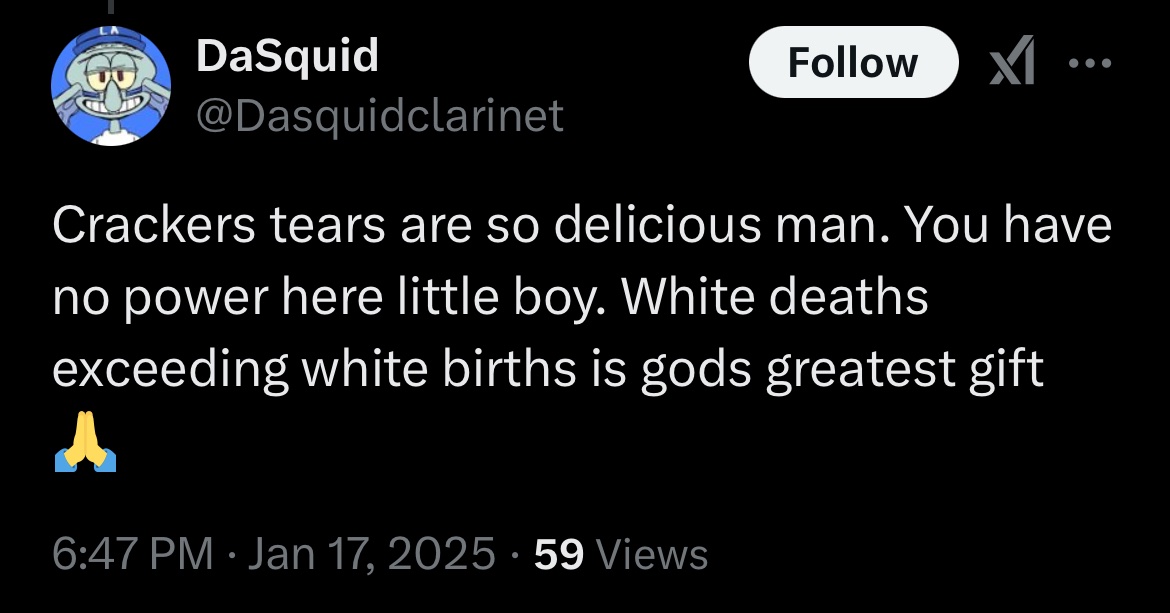 DaSquid
@Dasquidclarinet
Follow
Crackers tears are so delicious man. You have
no power here little boy. White deaths
exceeding white births is gods greatest gift
🙏
6:47 PM · Jan 17, 2025 · 59 Views